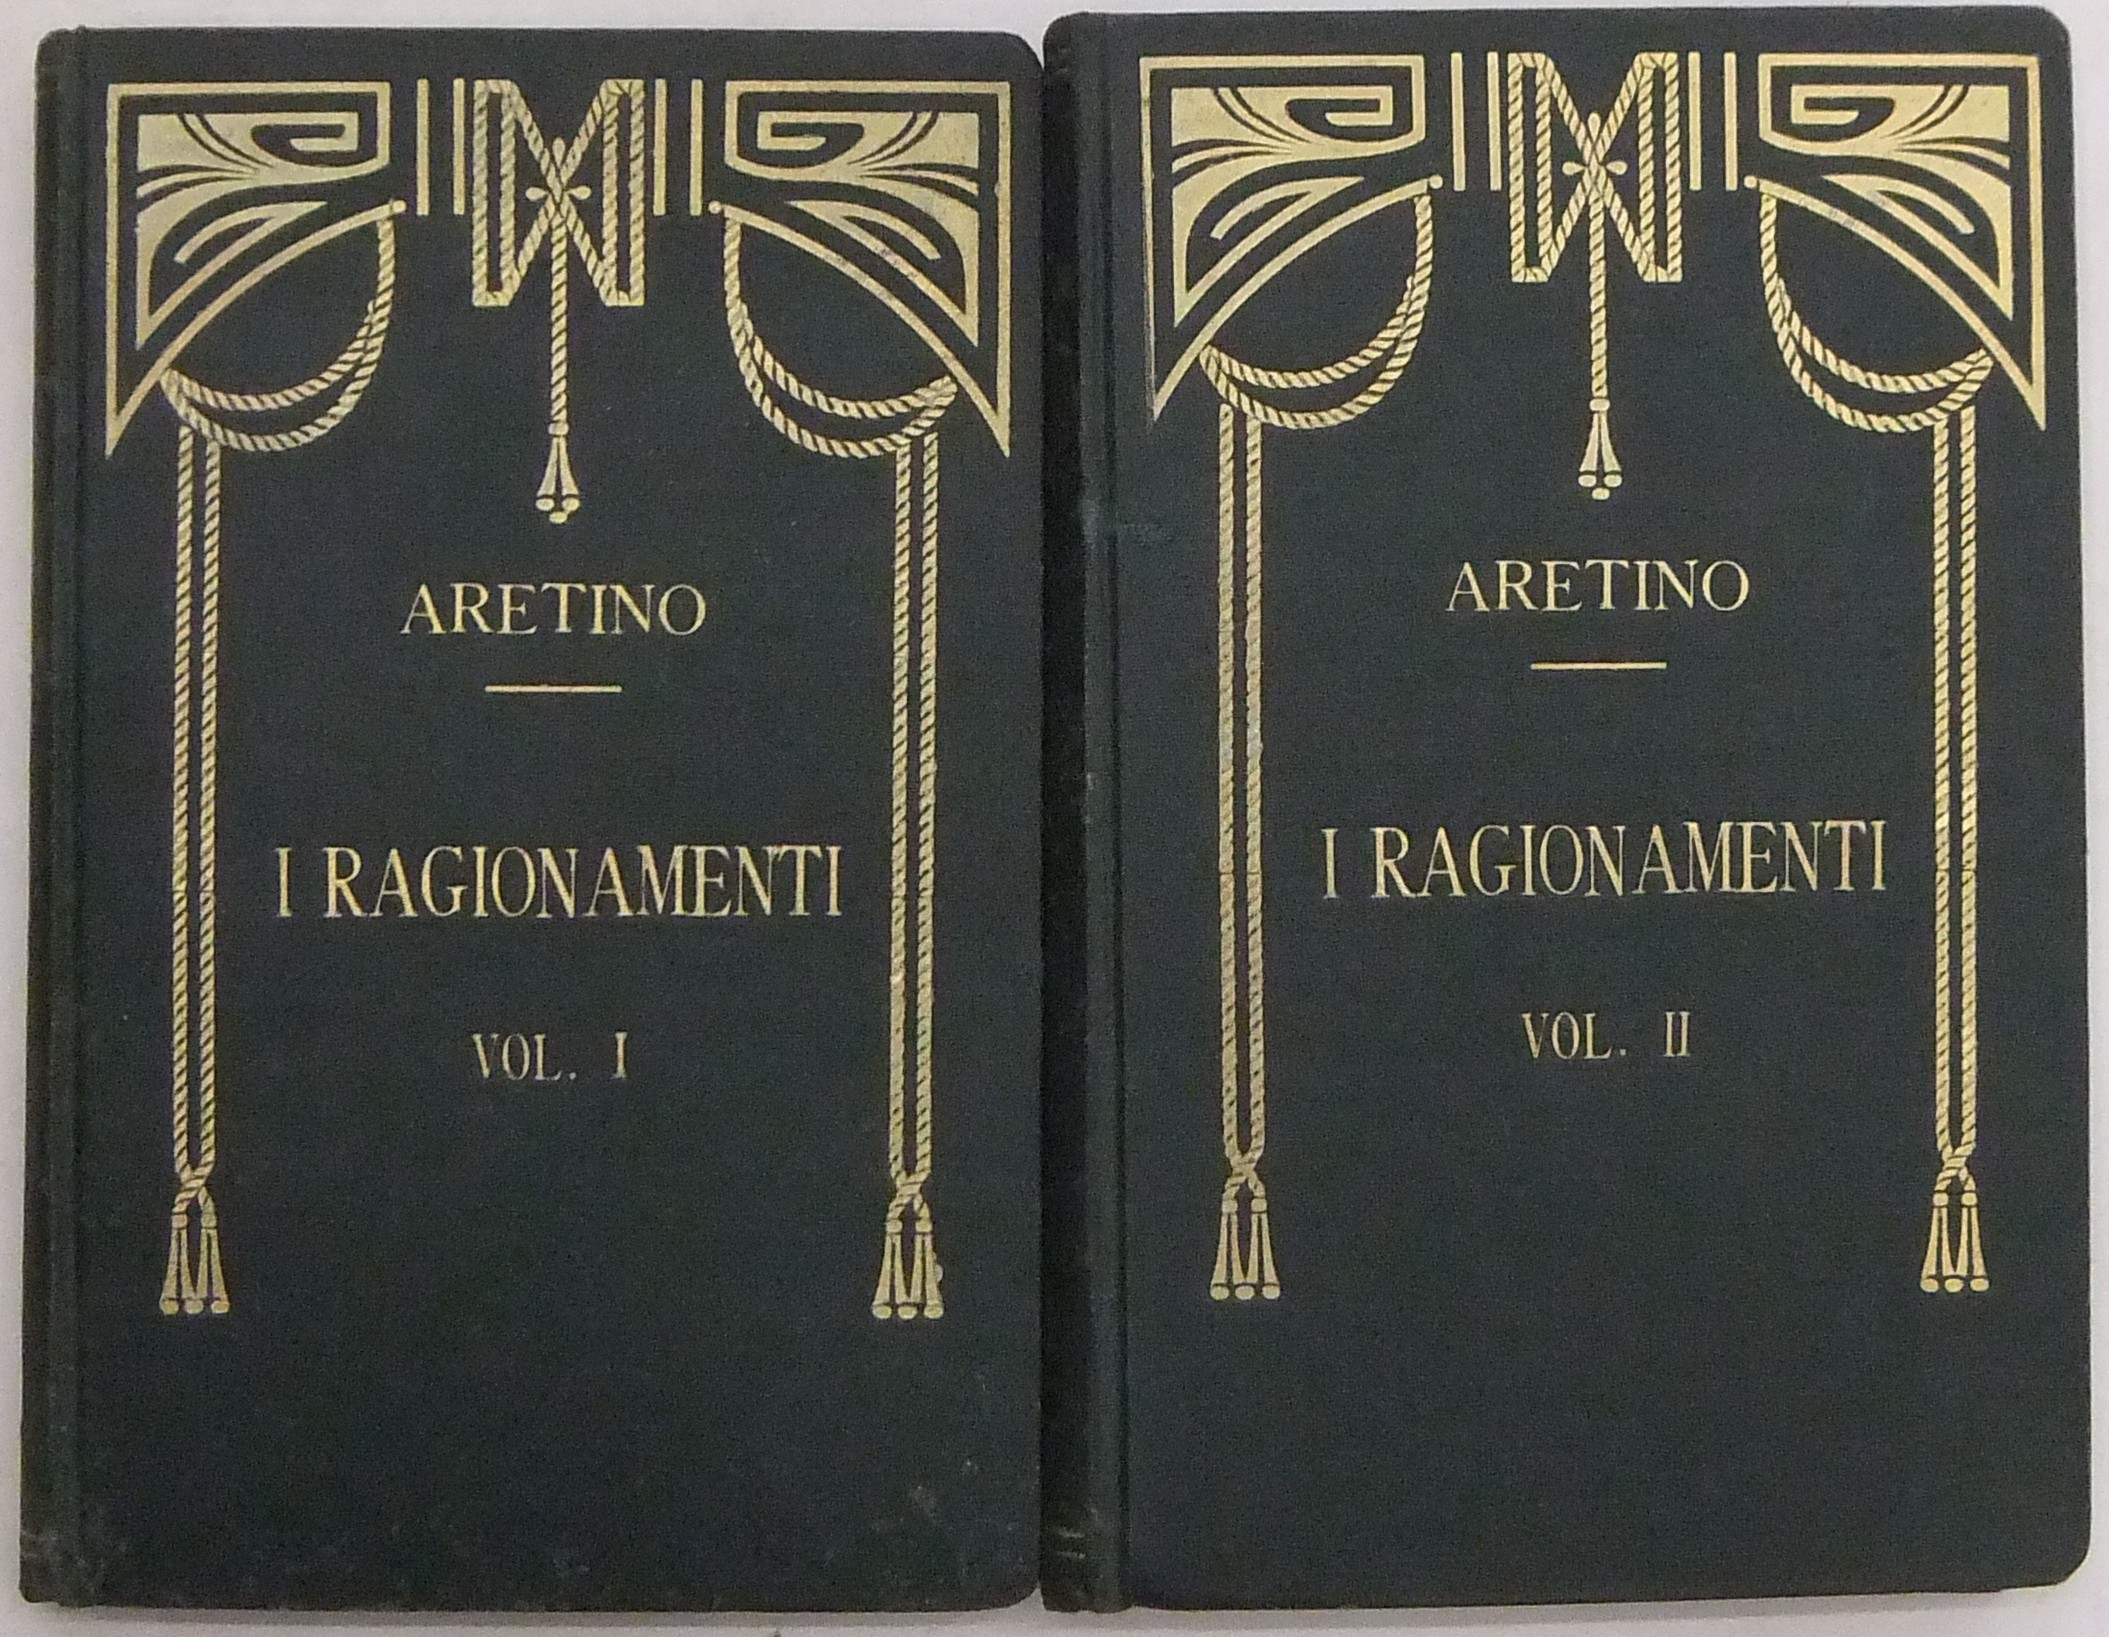 ARETINO
I RAGIONAMENTI
VOL. I
ARETINO
I RAGIONAMENTI
VOL. II